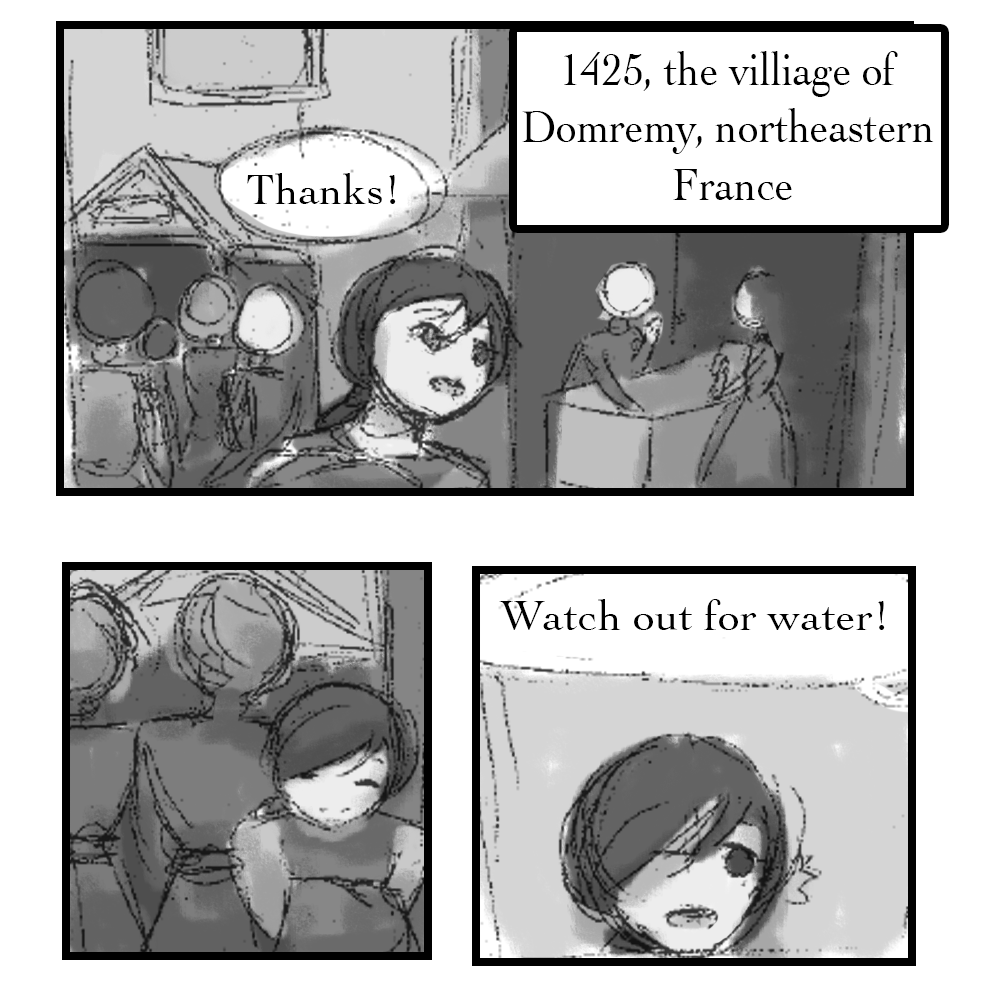 1425, the villiage of
Domremy, northeastern
France
Thanks!
Watch out for water!